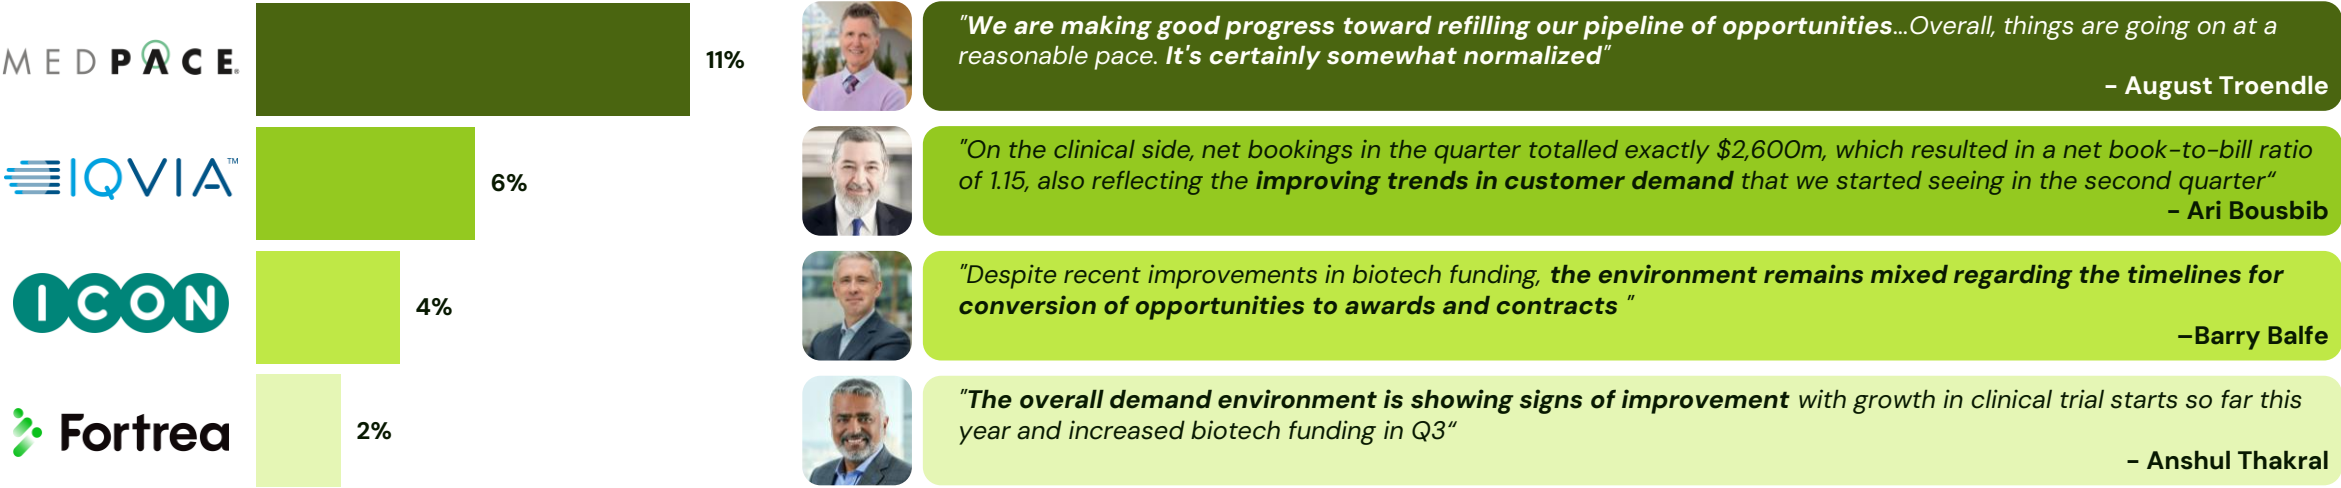 MEDPACE
11%
"We are making good progress toward refilling our pipeline of opportunities…Overall, things are going on at a
reasonable pace. It's certainly somewhat normalized"
- August Troendle
IQVIA™
6%
"On the clinical side, net bookings in the quarter totalled exactly $2,600m, which resulted in a net book-to-bill ratio
of 1.15, also reflecting the improving trends in customer demand that we started seeing in the second quarter“
- Ari Bousbib
ICON
4%
"Despite recent improvements in biotech funding, the environment remains mixed regarding the timelines for
conversion of opportunities to awards and contracts "
–Barry Balfe
Fortrea
2%
"The overall demand environment is showing signs of improvement with growth in clinical trial starts so far this
year and increased biotech funding in Q3“
- Anshul Thakral